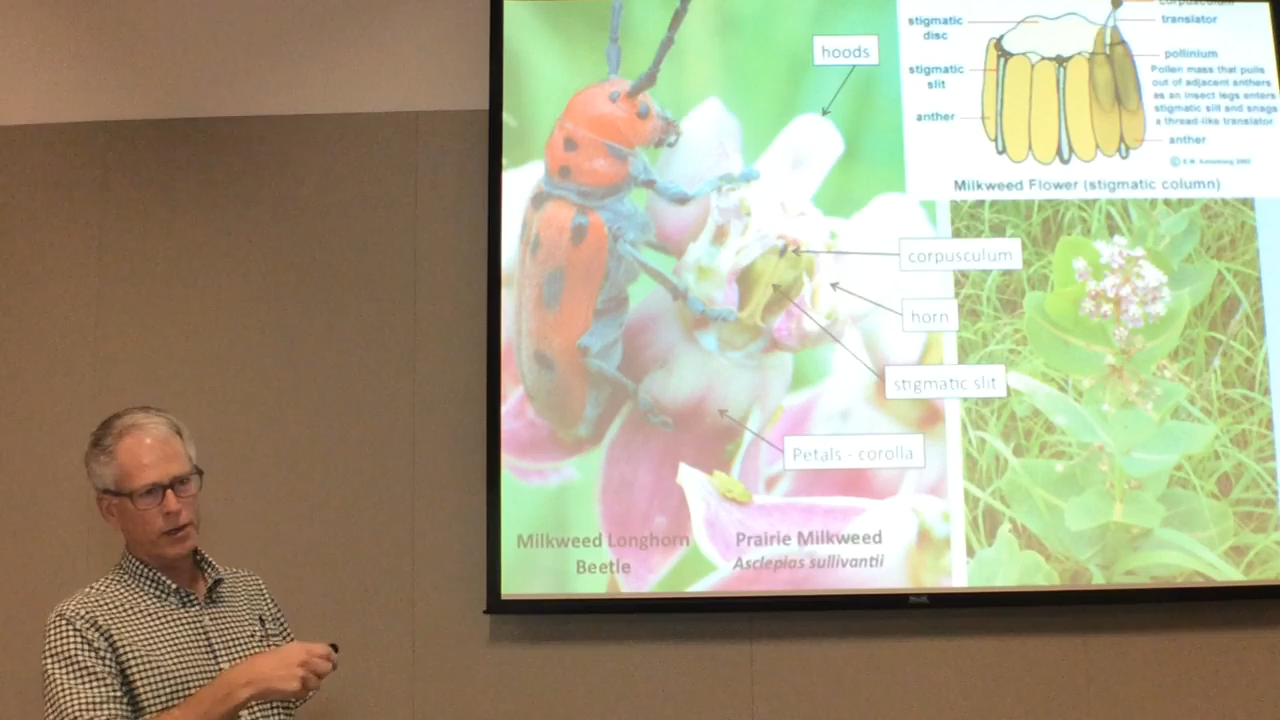 hoods
corpusculum
horn
stigmatic slit
Petals - corolla
Milkweed Longhorn
Beetle
Prairie Milkweed
Asclepias sullivantii
corpusculum
stigmatic
disc
translator
pollinium
stigmatic
slit
Pollen mass that pulls
out of adjacent anthers
as an insect legs enters
stigmatic slit and snags
a thread-like translator
anther
anther
Milkweed Flower (stigmatic column)